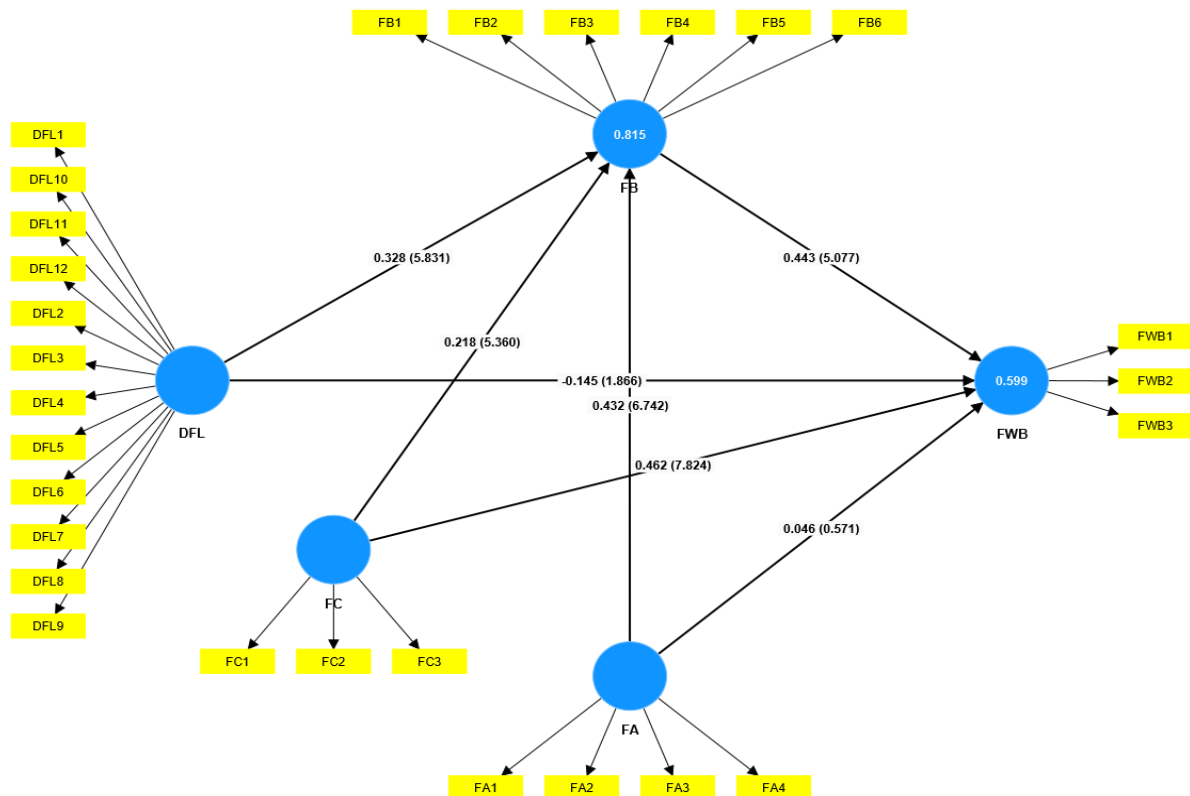 FB1 FB2 FB3 FB4 FB5 FB6
DFL1
0.815
DFL10
FB
DFL11
DFL12
0.328 (5.831)
0.443 (5.077)
DFL2
0.218 (5.360)
FWB1
DFL3
-0.145 (1.866)
0.599
FWB2
DFL4
0.432 (6.742)
FWB3
DFL
FWB
DFL5
0.462 (7.824)
DFL6
0.046 (0.571)
DFL7
DFL8
FC
DFL9
FC1 FC2 FC3
FA
FA1 FA2 FA3 FA4